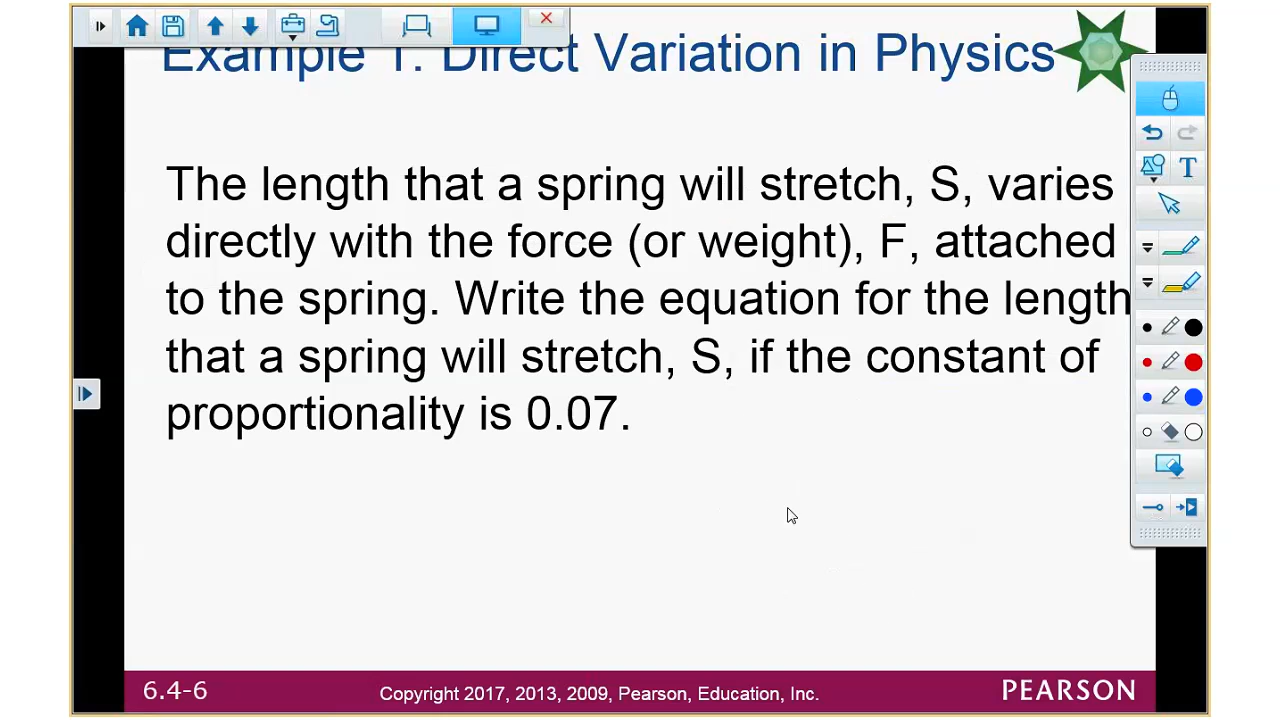 Example 1: Direct Variation in Physics
The length that a spring will stretch, S, varies
directly with the force (or weight), F, attached
to the spring. Write the equation for the length
that a spring will stretch, S, if the constant of
proportionality is 0.07.
T
6.4-6
Copyright 2017, 2013, 2009, Pearson, Education, Inc.
PEARSON